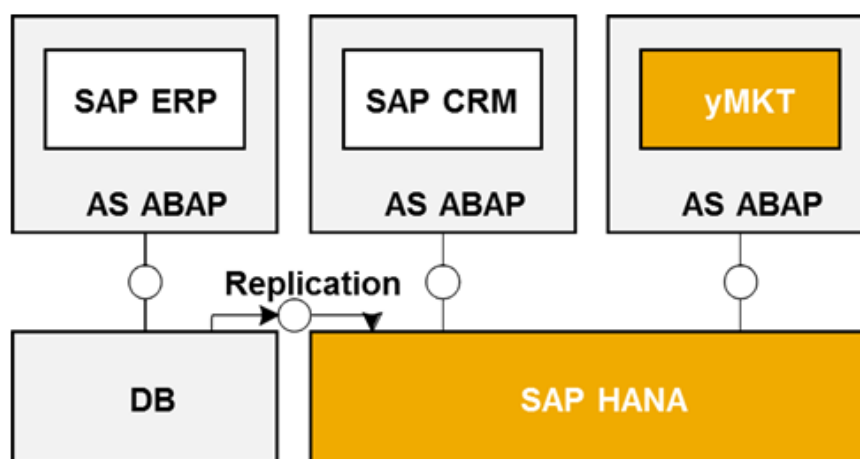 SAP ERP
SAP CRM
yMKT
AS ABAP
AS ABAP
AS ABAP
Replication
DB
SAP HANA